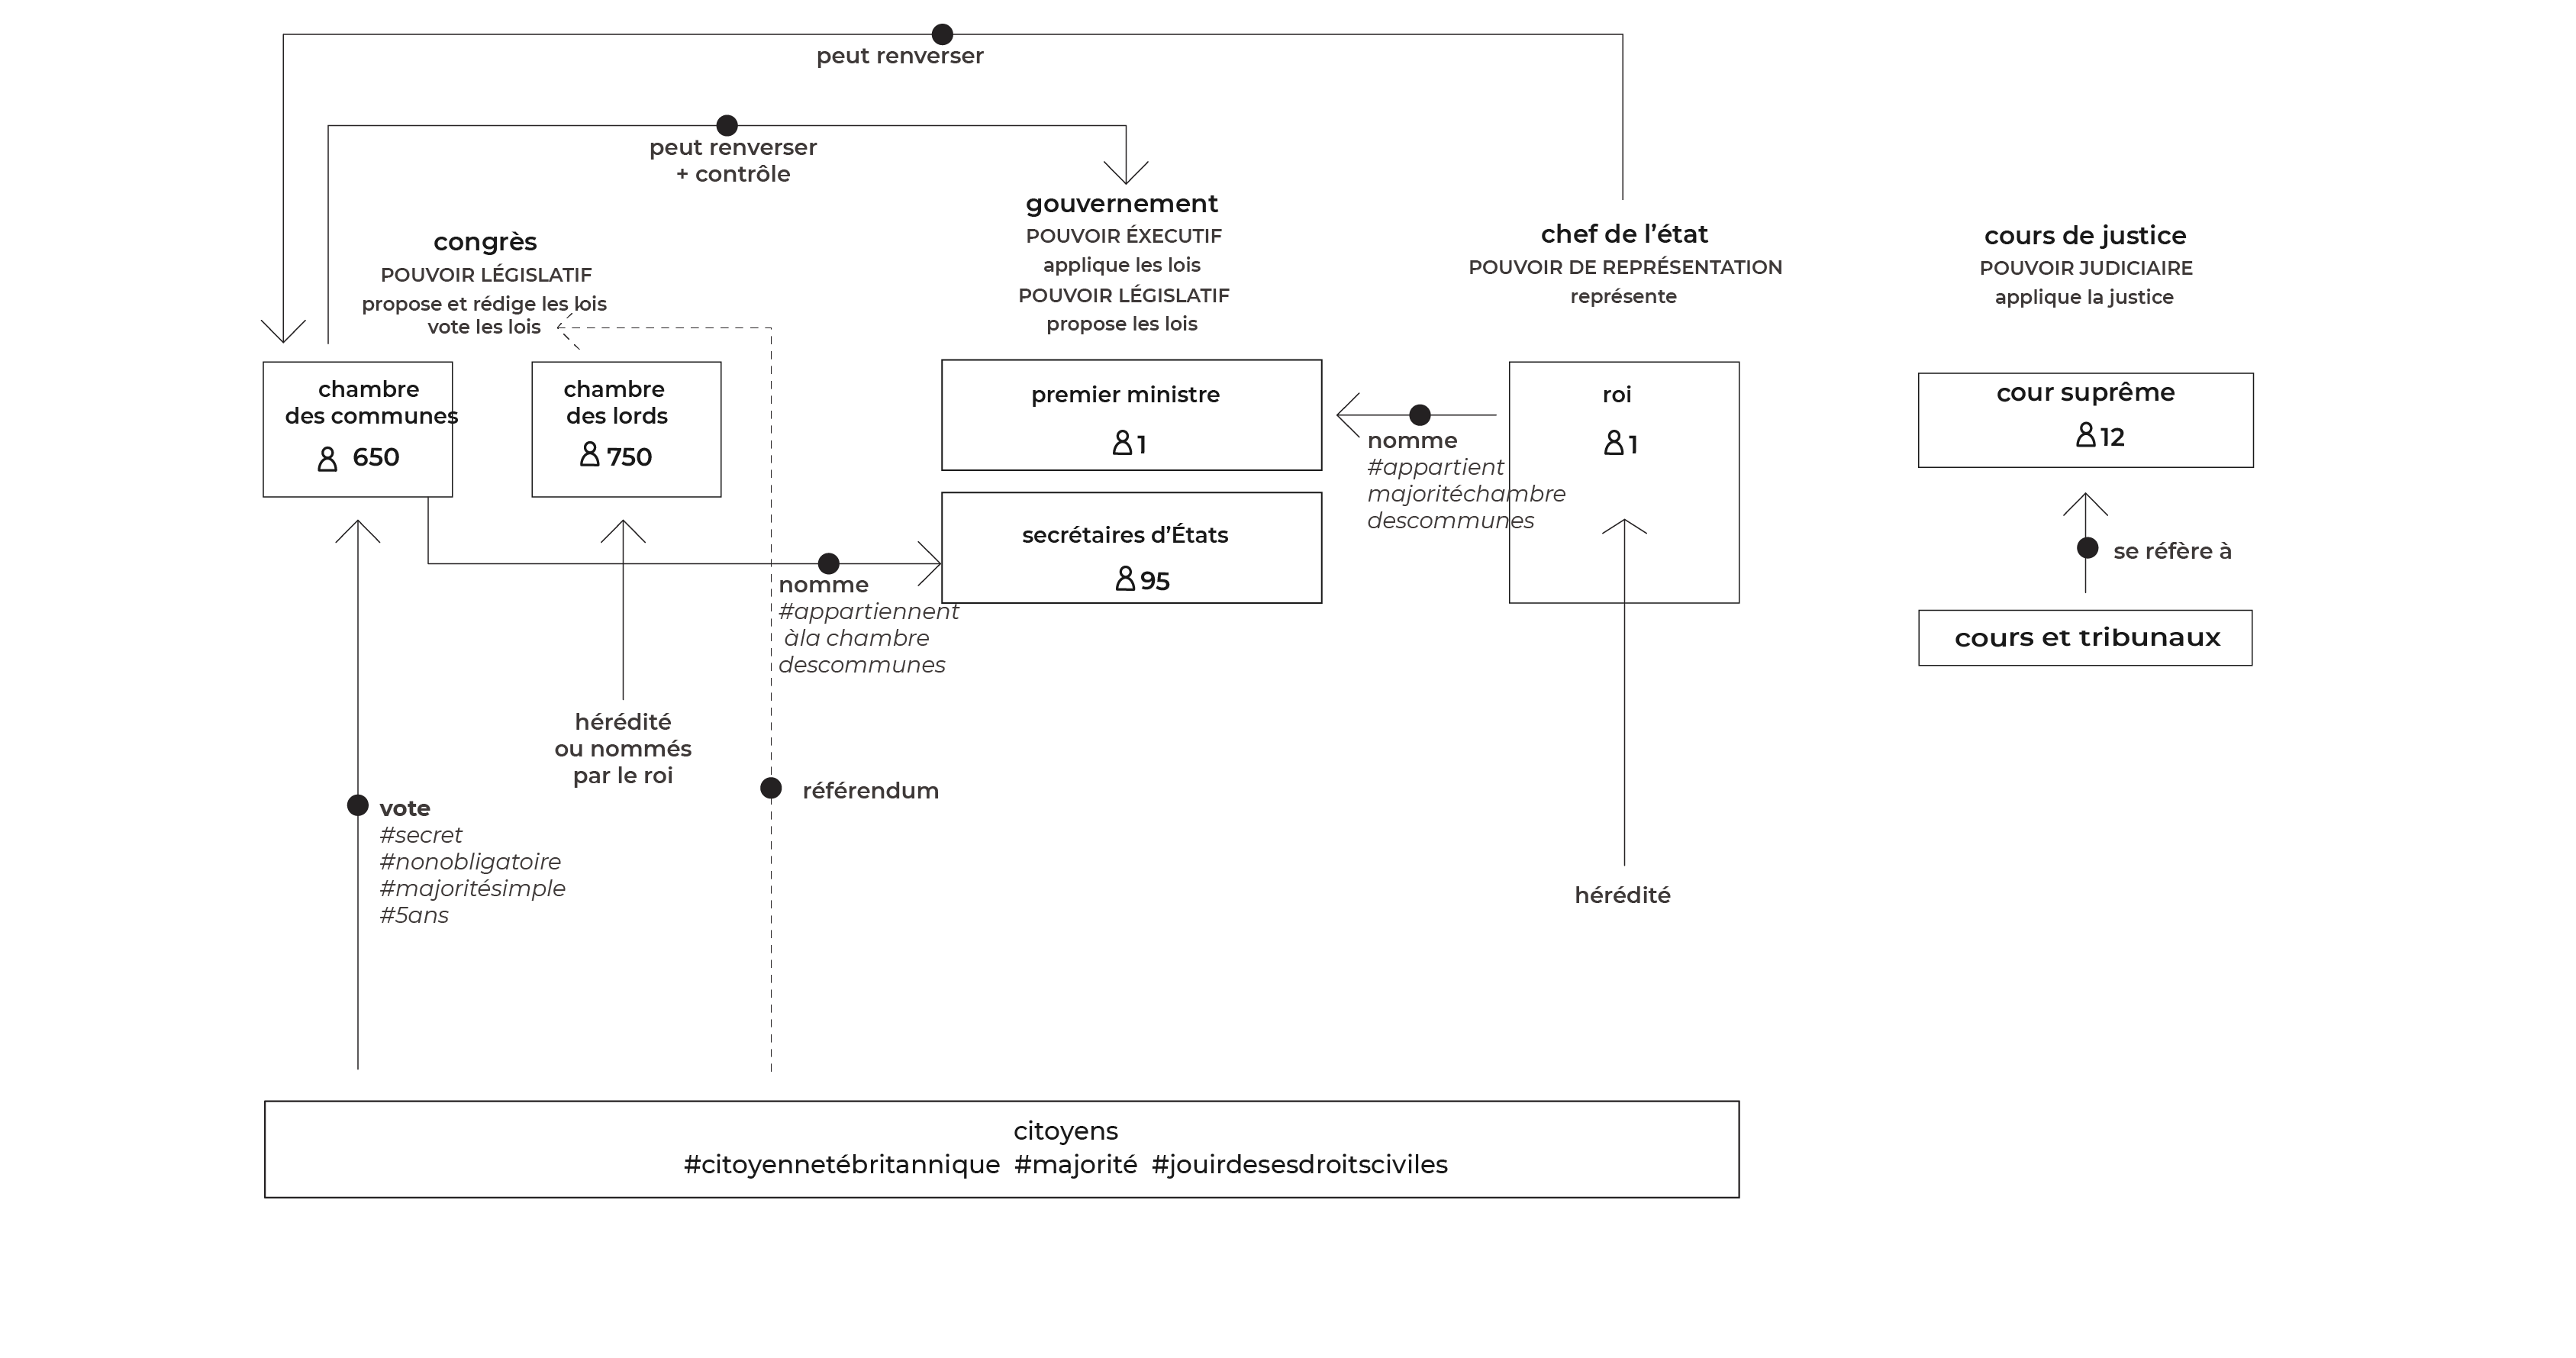 peut renverser
peut renverser
+ contrôle
congrès
POUVOIR LÉGISLATIF
propose et rédige les lois
vote les lois
gouvernement
POUVOIR ÉXECUTIF
applique les lois
POUVOIR LÉGISLATIF
propose les lois
chef de l’état
POUVOIR DE REPRÉSENTATION
représente
cours de justice
POUVOIR JUDICIAIRE
applique la justice
chambre
des communes
650
chambre
des lords
750
premier ministre
1
secrétaires d’États
95
nomme
#appartient
majoritéchambre
descommunes
roi
1
cour suprême
12
se réfère à
cours et tribunaux
nomme
#appartiennent
àla chambre
descommunes
hérédité
ou nommés
par le roi
référendum
vote
#secret
#nonobligatoire
#majoritésimple
#5ans
hérédité
citoyens
#citoyennetébritannique #majorité #jouirdesesdroitsciviles